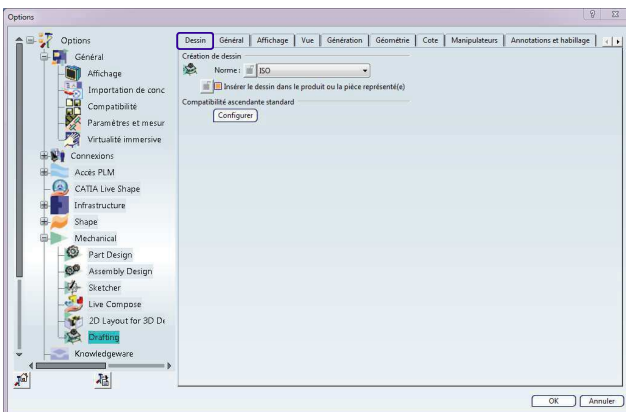 Options
Options
Général
Affichage
Importation de conc
Compatibilité
Paramètres et mesur
Virtualité immersive
Connexions
Accès PLM
CATIA Live Shape
Infrastructure
Shape
Mechanical
Part Design
Assembly Design
Sketcher
Live Compose
2D Layout for 3D De
Drafting
Knowledgeware
Dessin Général Affichage Vue Génération Géométrie Cote Manipulateurs Annotations et habillage
Création de dessin
Norme : ISO
Insérer le dessin dans le produit ou la pièce représenté(e)
Compatibilité ascendante standard
Configurer
OK Annuler